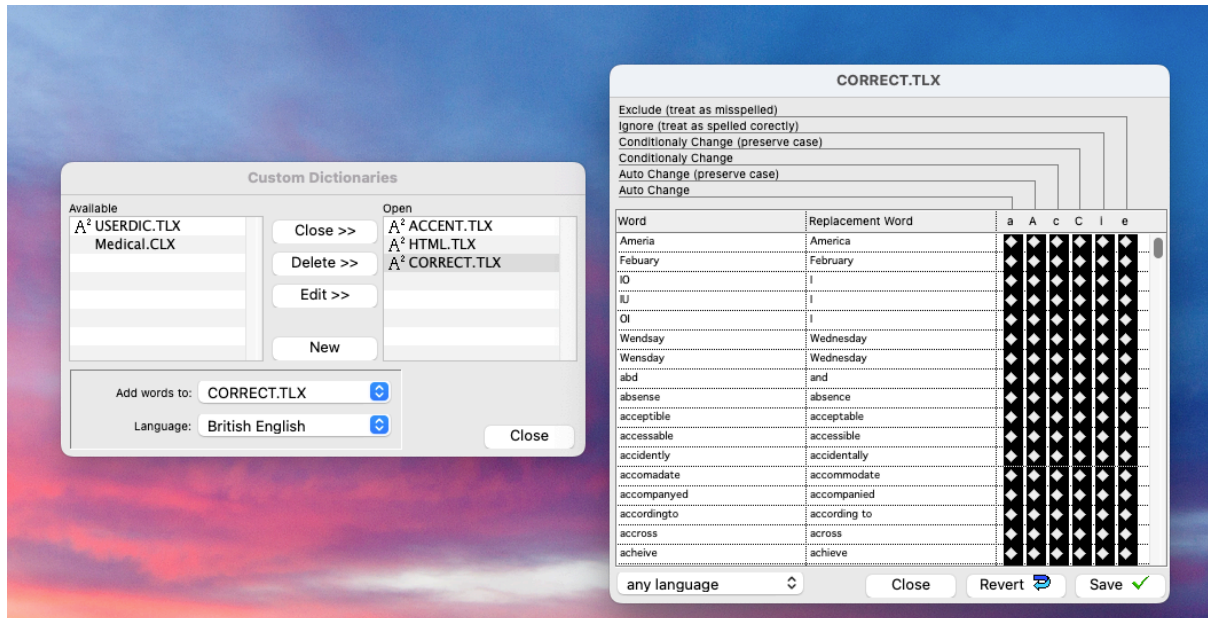 Custom Dictionaries
Available
Open
A² USERDIC.TLX
Medical.CLX
Close >>
Delete >>
Edit >>
New
A² ACCENT.TLX
A² HTML.TLX
A² CORRECT.TLX
Add words to: CORRECT.TLX
Language: British English
Close
CORRECT.TLX
Exclude (treat as misspelled)
Ignore (treat as spelled corectly)
Conditionaly Change (preserve case)
Conditionaly Change
Auto Change (preserve case)
Auto Change
Word Replacement Word a A c C i e
Ameria America
Febuary February
IO I
IU I
OI I
Wendsay Wednesday
Wensday Wednesday
abd and
absense absence
acceptible acceptable
accessable accessible
accidently accidentally
accomadate accommodate
accompanyed accompanied
accordingto according to
accross across
acheive achieve
any language Close Revert Save